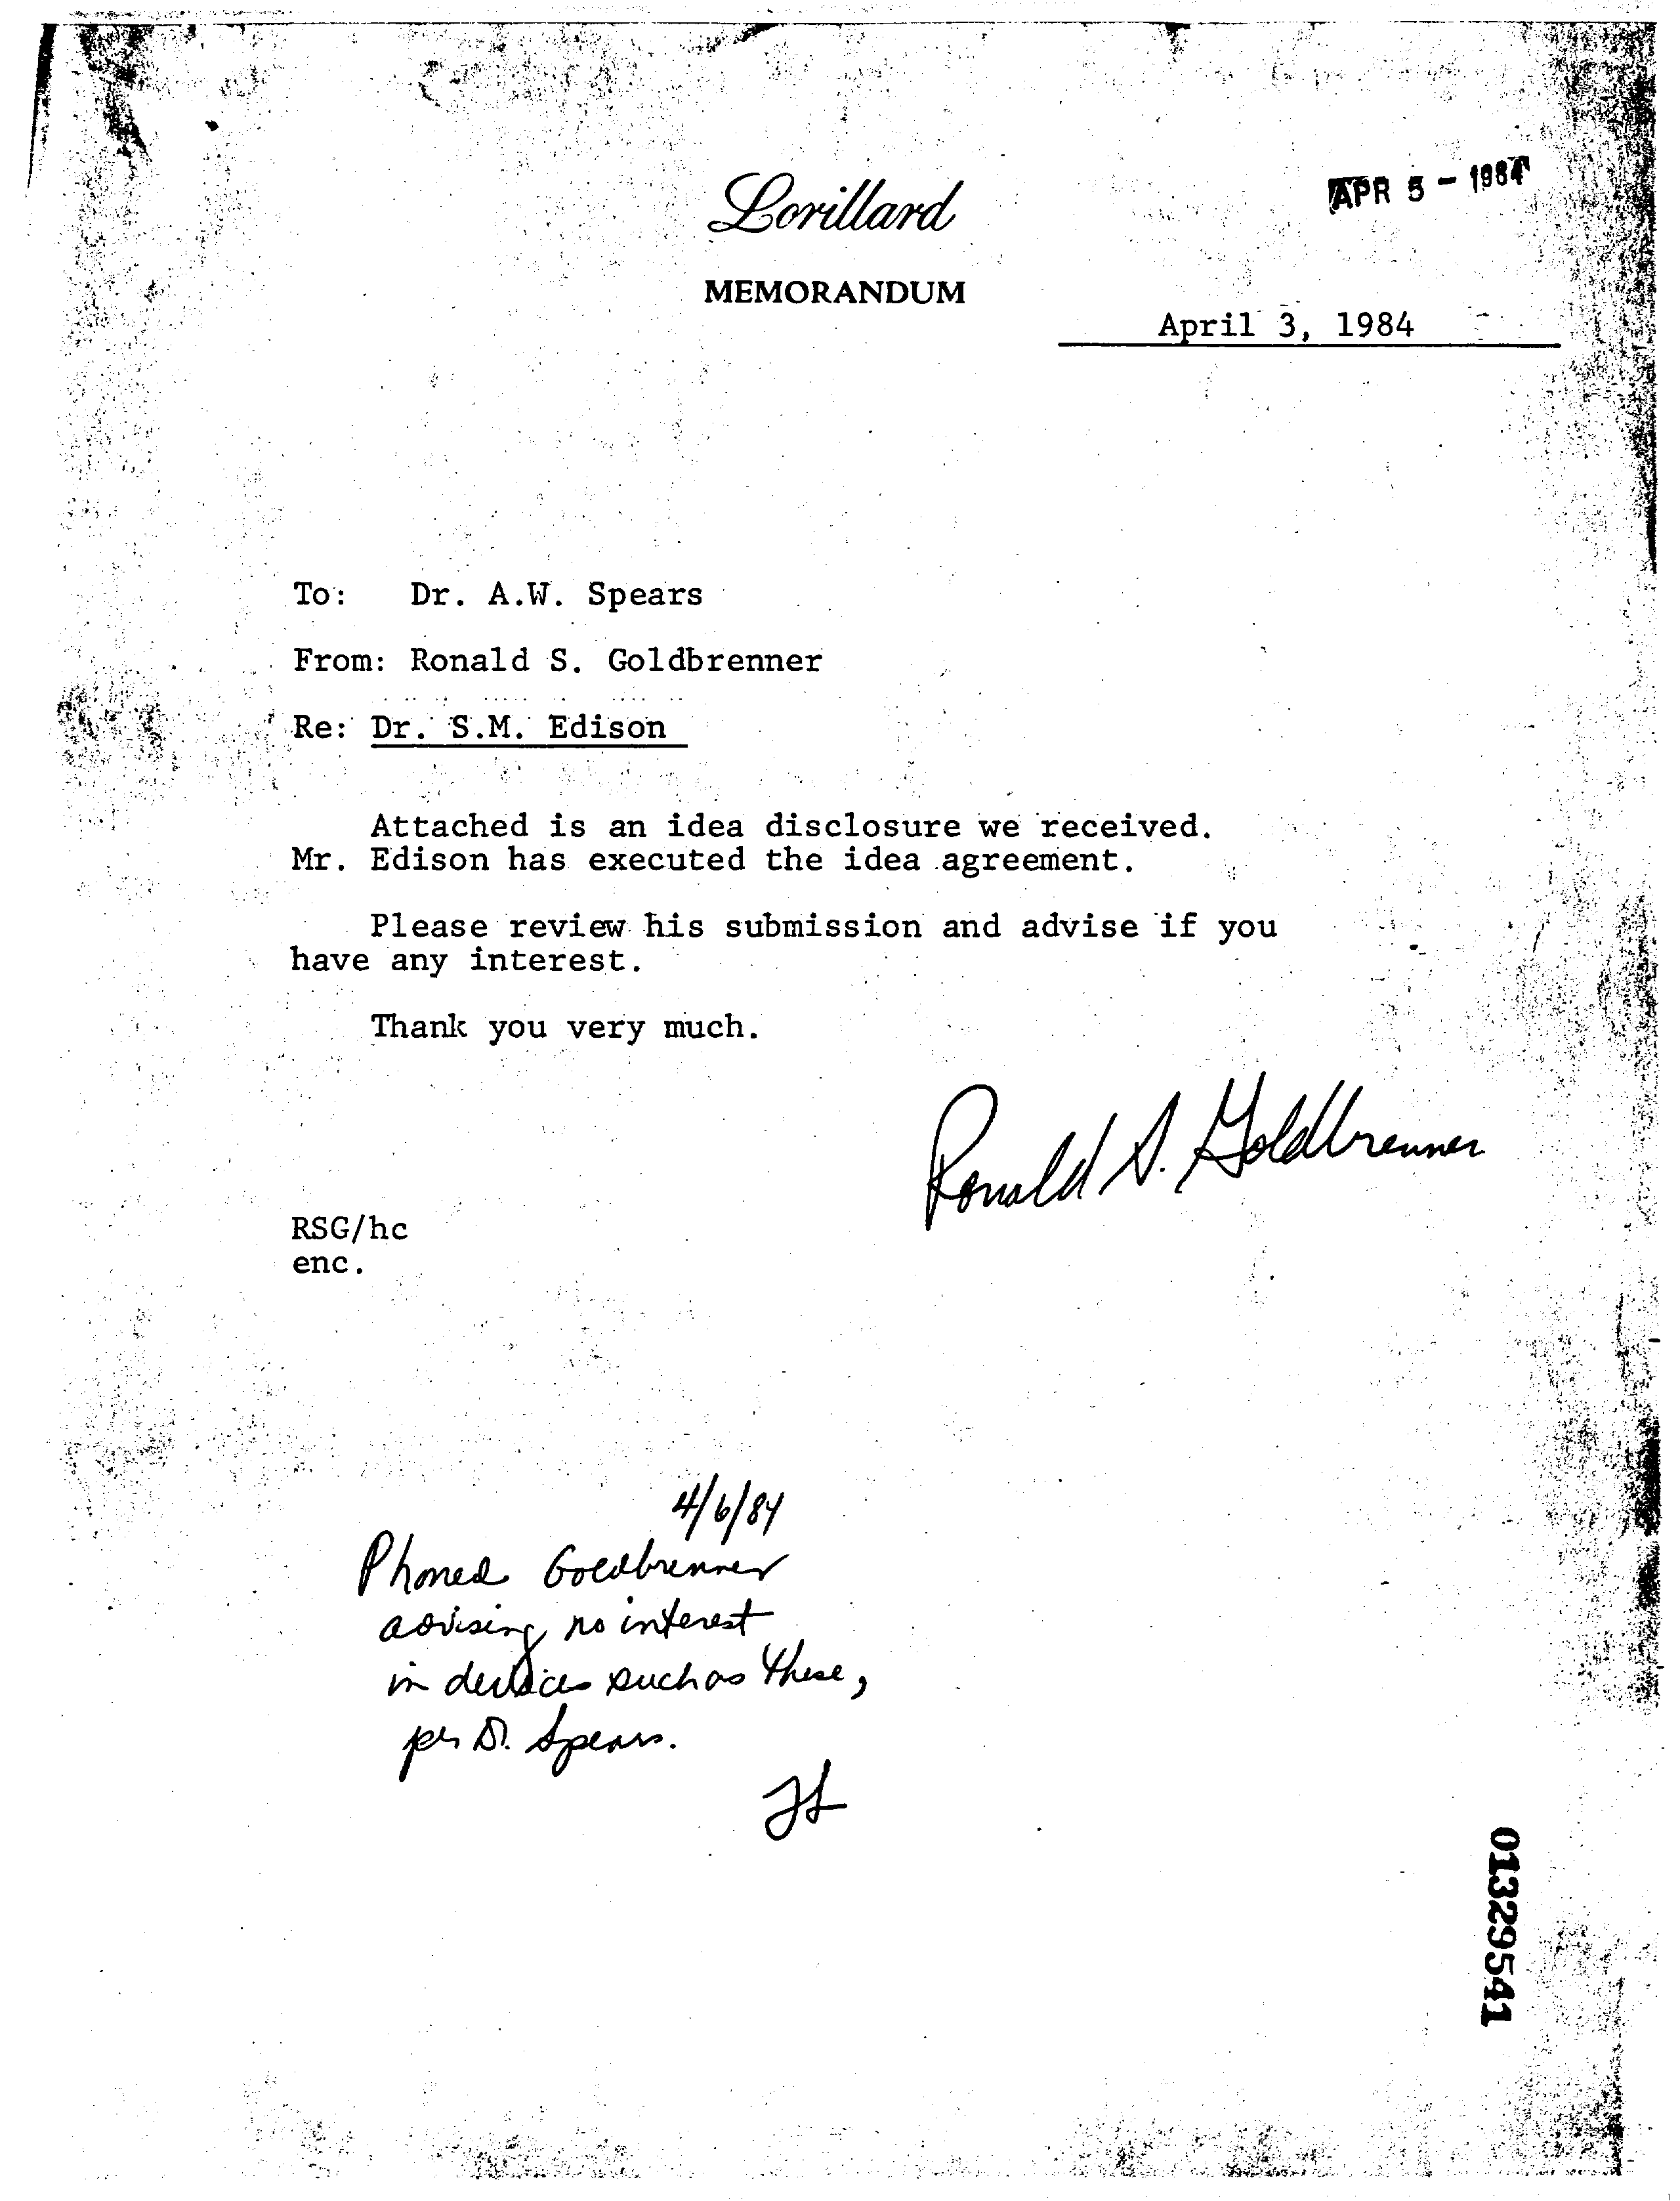 Lorillard
APR 5 - 1984
MEMORANDUM
April 3, 1984
To: Dr. A.W. Spears
From: Ronald S. Goldbrenner
Re: Dr. S.M. Edison
Attached is an idea disclosure we received.
Mr. Edison has executed the idea agreement.
Please review his submission and advise if you
have any interest.
Thank you very much.
Ronald S. Goldbrenner
RSG/hc
enc.
4/6/84
Phoned Goldbrenner
advising no interest
in devices such as these,
per Dr. Spears.
01329541